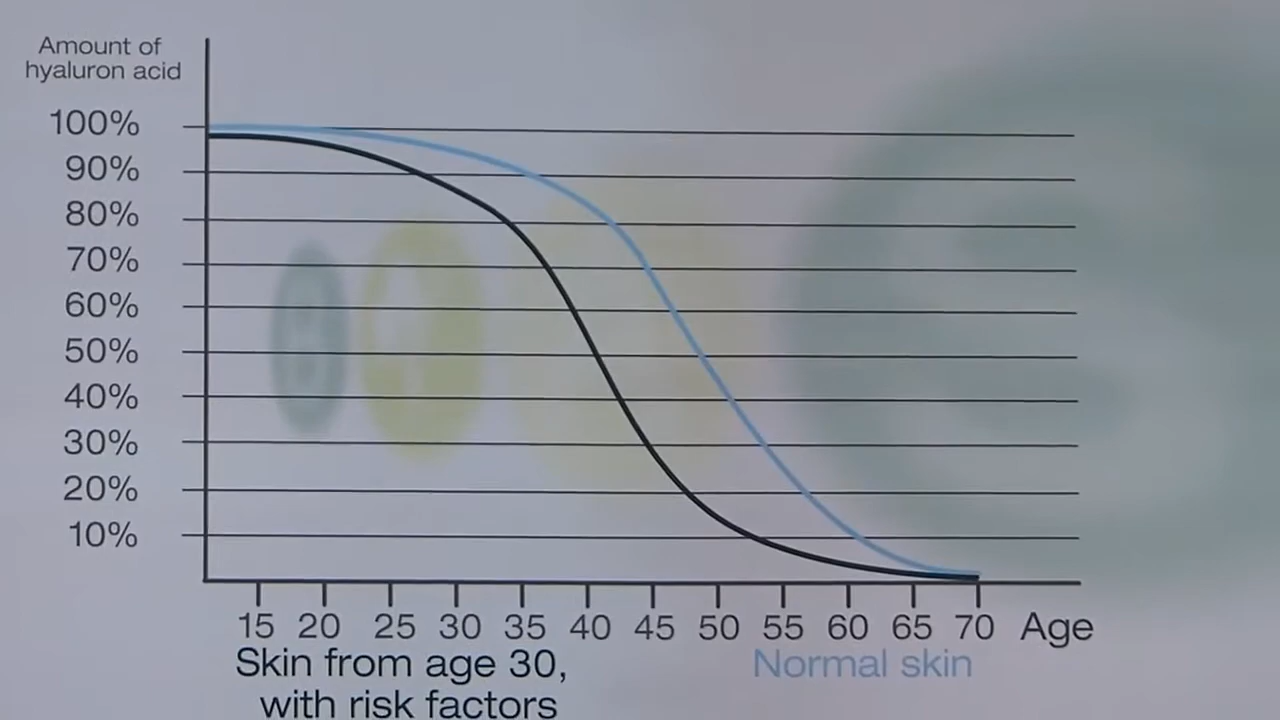 Amount of
hyaluron acid
100%
90%
80%
70%
60%
50%
40%
30%
20%
10%
15 20 25 30 35 40 45 50 55 60 65 70 Age
Skin from age 30,
with risk factors
Normal skin